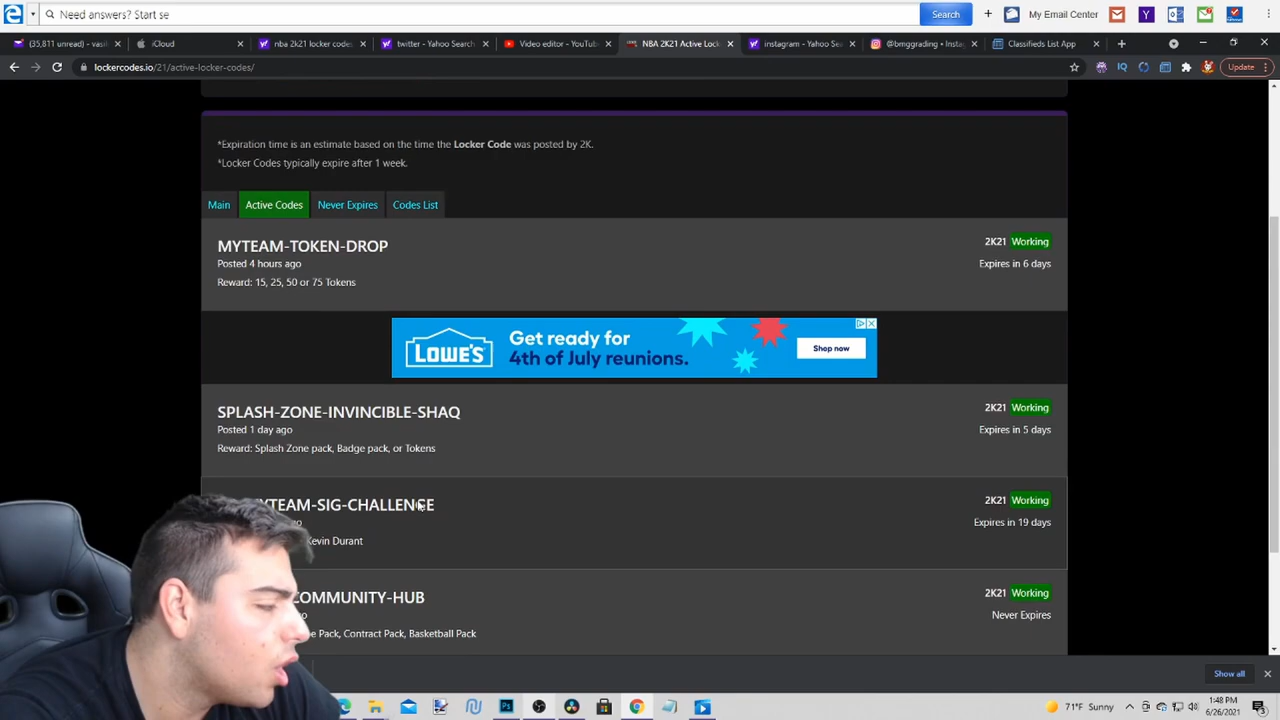 Need answers? Start se
Search
My Email Center
(35,811 unread) - vasil
iCloud
nba 2k21 locker codes
twitter - Yahoo Search
Video editor - YouTube
NBA 2K21 Active Lock
instagram - Yahoo Sea
@bmggrading • Instag
Classifieds List App
lockercodes.io/21/active-locker-codes/
Update
*Expiration time is an estimate based on the time the Locker Code was posted by 2K.
*Locker Codes typically expire after 1 week.
Main
Active Codes
Never Expires
Codes List
MYTEAM-TOKEN-DROP
2K21 Working
Posted 4 hours ago
Expires in 6 days
Reward: 15, 25, 50 or 75 Tokens
LOWE'S
Get ready for
4th of July reunions.
Shop now
SPLASH-ZONE-INVINCIBLE-SHAQ
2K21 Working
Posted 1 day ago
Expires in 5 days
Reward: Splash Zone pack, Badge pack, or Tokens
TEAM-SIG-CHALLENGE
2K21 Working
Expires in 19 days
Kevin Durant
COMMUNITY-HUB
2K21 Working
Never Expires
Pack, Contract Pack, Basketball Pack
Show all
71°F Sunny
1:48 PM
6/26/2021